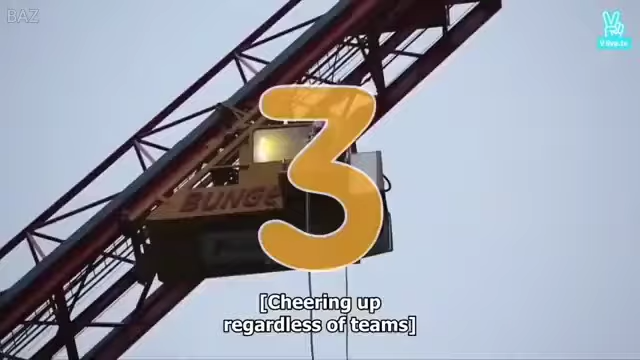 BAZ
V live.tv
3
BUNGE
[Cheering up
regardless of teams]